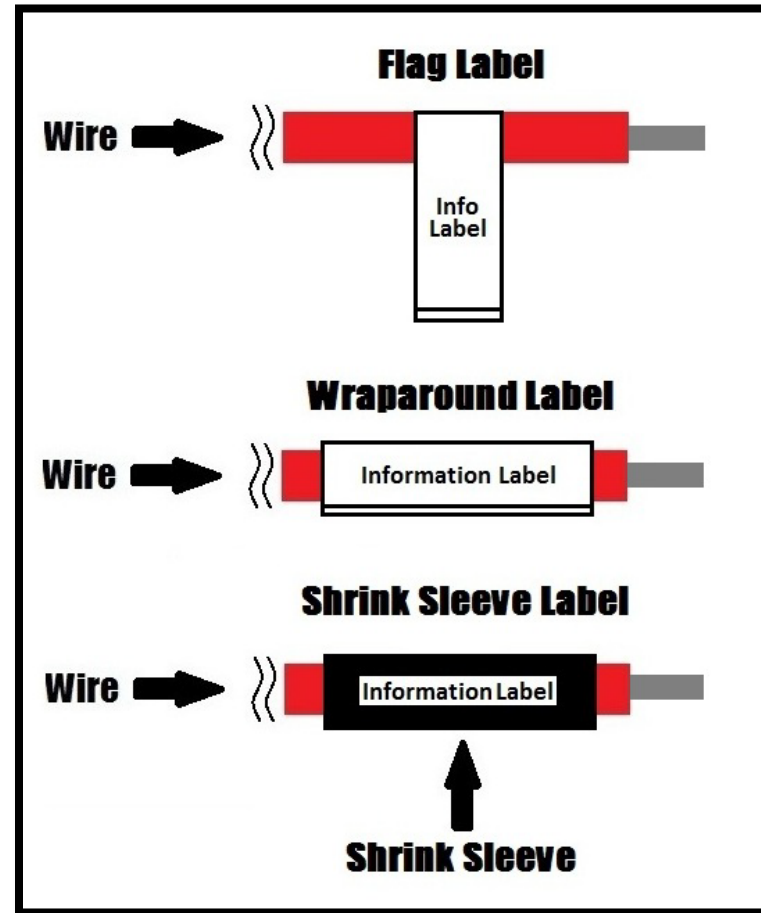 Flag Label
Wire
Info
Label
Wraparound Label
Wire
Information Label
Shrink Sleeve Label
Wire
Information Label
Shrink Sleeve